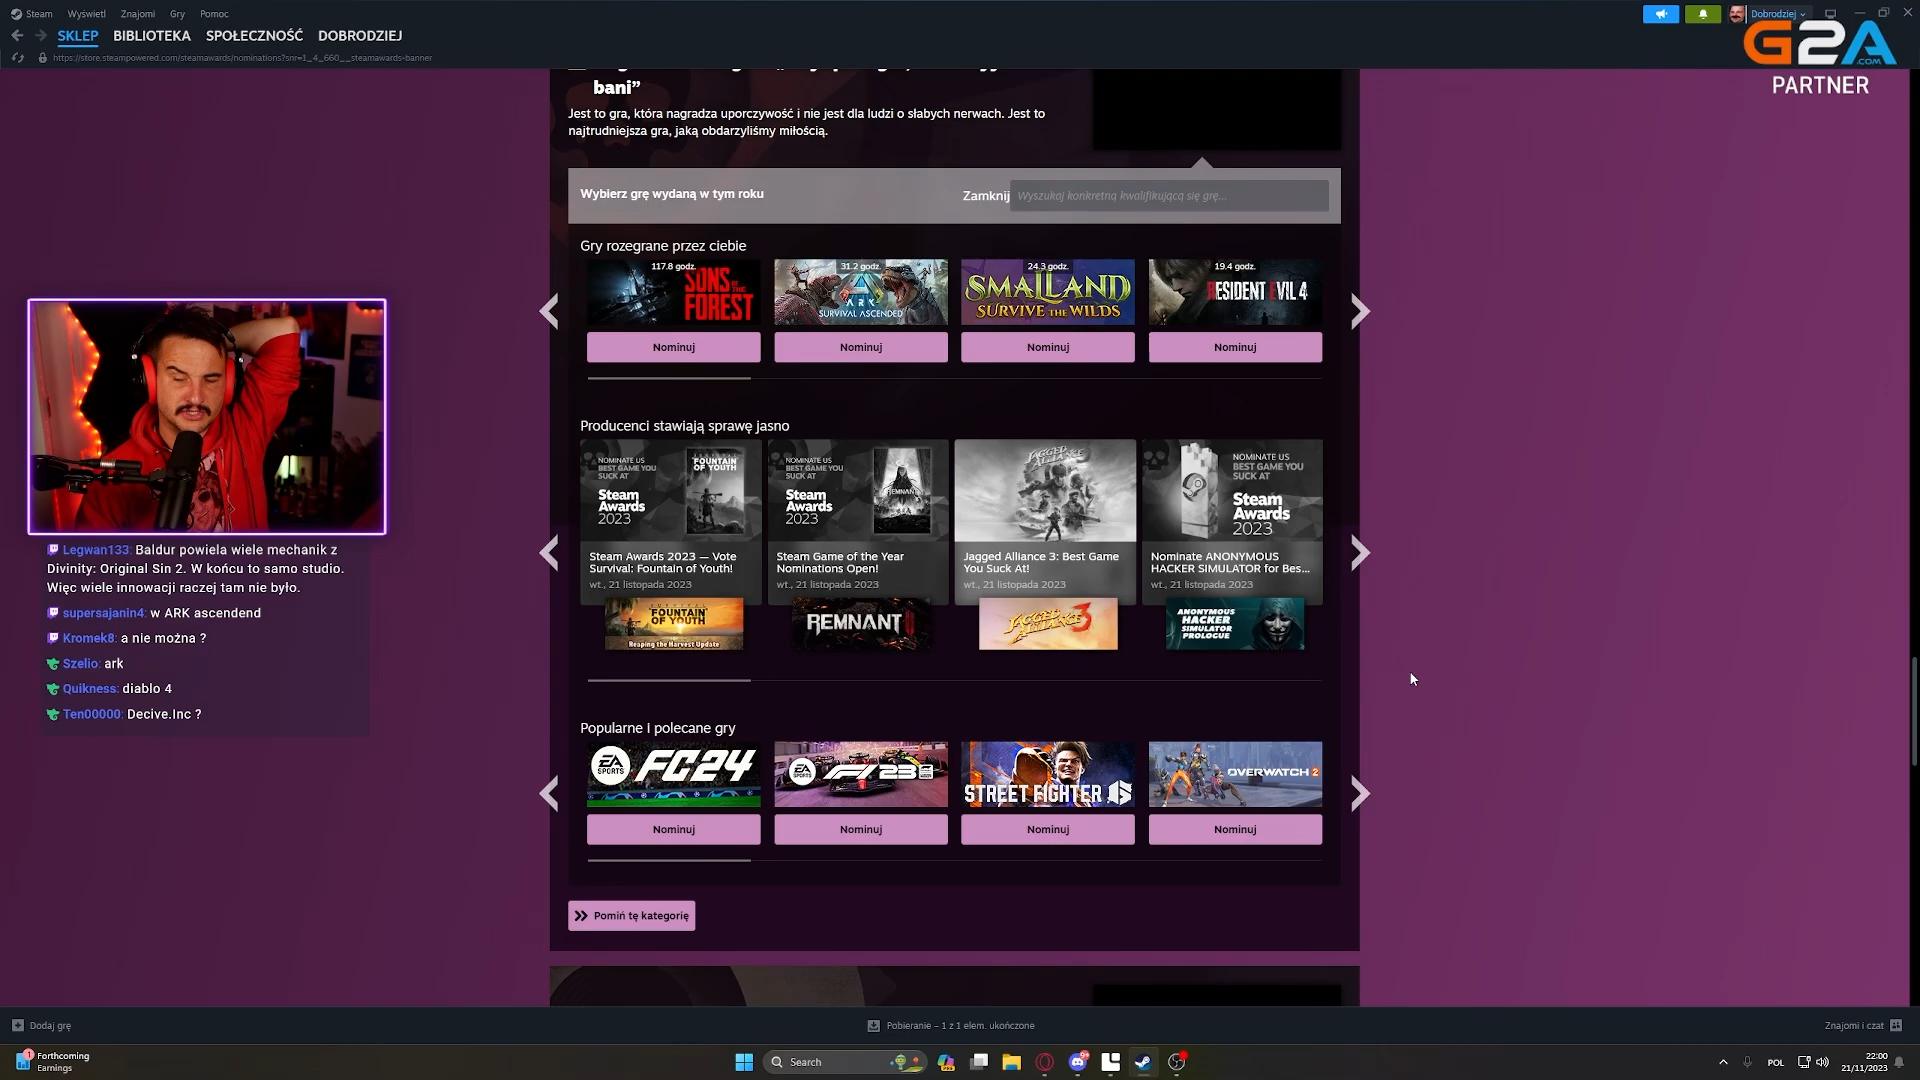 Steam Wyświetl Znajomi Gry Pomoc Dobrodziej
SKLEP BIBLIOTEKA SPOŁECZNOŚĆ DOBRODZIEJ
https://store.steampowered.com/steamawards/nominations?snr=1_4_660__steamawards-banner
G2A.COM
PARTNER
bani”
Jest to gra, która nagradza uporczywość i nie jest dla ludzi o słabych nerwach. Jest to
najtrudniejsza gra, jaką obdarzyliśmy miłością.
Wybierz grę wydaną w tym roku Zamknij Wyszukaj konkretną kwalifikującą się grę...
Gry rozegrane przez ciebie
117.8 godz. 31.2 godz. 24.3 godz. 19.4 godz.
SONS OF THE FOREST
ARK SURVIVAL ASCENDED
SMALLAND SURVIVE THE WILDS
RESIDENT EVIL 4
Nominuj Nominuj Nominuj Nominuj
Producenci stawiają sprawę jasno
NOMINATE US
BEST GAME YOU
SUCK AT
Steam
Awards
2023
FOUNTAIN
OF YOUTH
Steam Awards 2023 — Vote
Survival: Fountain of Youth!
wt., 21 listopada 2023
FOUNTAIN
OF YOUTH
Reaping the Harvest Update
NOMINATE US
BEST GAME YOU
SUCK AT
Steam
Awards
2023
REMNANT
Steam Game of the Year
Nominations Open!
wt., 21 listopada 2023
REMNANT II
JAGGED
ALLIANCE
Jagged Alliance 3: Best Game
You Suck At!
wt., 21 listopada 2023
JAGGED
ALLIANCE 3
NOMINATE US
BEST GAME YOU
SUCK AT
Steam
Awards
2023
Nominate ANONYMOUS
HACKER SIMULATOR for Bes...
wt., 21 listopada 2023
ANONYMOUS
HACKER
SIMULATOR
PROLOGUE
Popularne i polecane gry
EA SPORTS FC24
EA SPORTS F1 23
STREET FIGHTER 6
OVERWATCH 2
Nominuj Nominuj Nominuj Nominuj
Pomiń tę kategorię
Legwan133: Baldur powiela wiele mechanik z
Divinity: Original Sin 2. W końcu to samo studio.
Więc wiele innowacji raczej tam nie było.
supersajanin4: w ARK ascendend
Kromek8: a nie można ?
Szelio: ark
Quikness: diablo 4
Ten00000: Decive.Inc ?
Dodaj grę Pobieranie – 1 z 1 elem. ukończone Znajomi i czat
1 Forthcoming
Earnings
Search
POL
22:00
21/11/2023